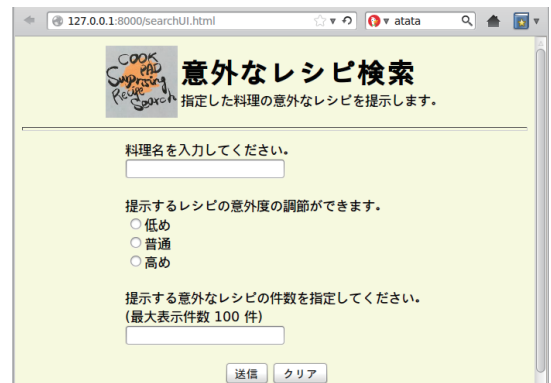 127.0.0.1:8000/searchUI.html
atata
COOK
PAD
Surprising
Recipe
Search
意外なレシピ検索
指定した料理の意外なレシピを提示します。
料理名を入力してください。
提示するレシピの意外度の調節ができます。
低め
普通
高め
提示する意外なレシピの件数を指定してください。
(最大表示件数 100 件)
送信 クリア